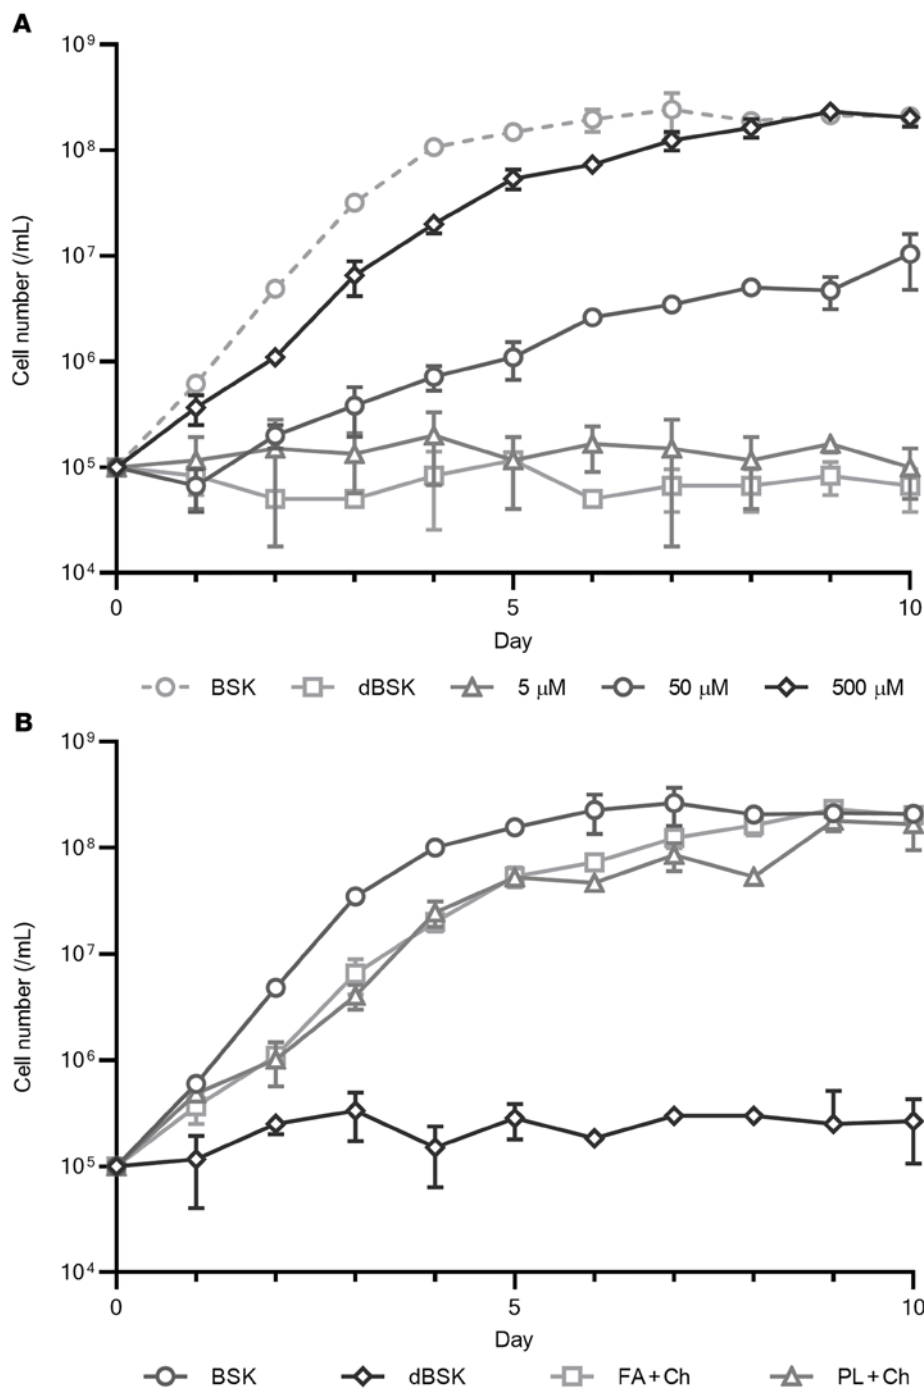 A
10⁹
10⁸
10⁷
10⁶
10⁵
10⁴
Cell number (/mL)
0 5 10
Day
BSK dBSK 5 μM 50 μM 500 μM
B
10⁹
10⁸
10⁷
10⁶
10⁵
10⁴
Cell number (/mL)
0 5 10
Day
BSK dBSK FA+Ch PL+Ch